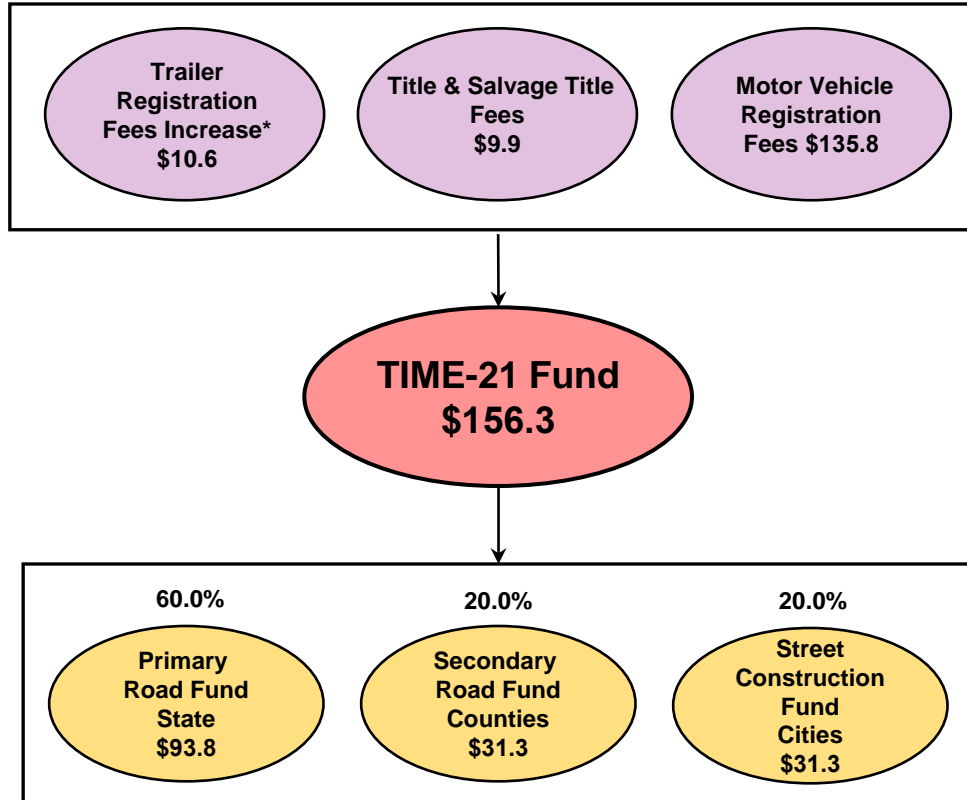 Trailer
Registration
Fees Increase*
$10.6
Title & Salvage Title
Fees
$9.9
Motor Vehicle
Registration
Fees $135.8
TIME-21 Fund
$156.3
60.0%
20.0%
20.0%
Primary
Road Fund
State
$93.8
Secondary
Road Fund
Counties
$31.3
Street
Construction
Fund
Cities
$31.3